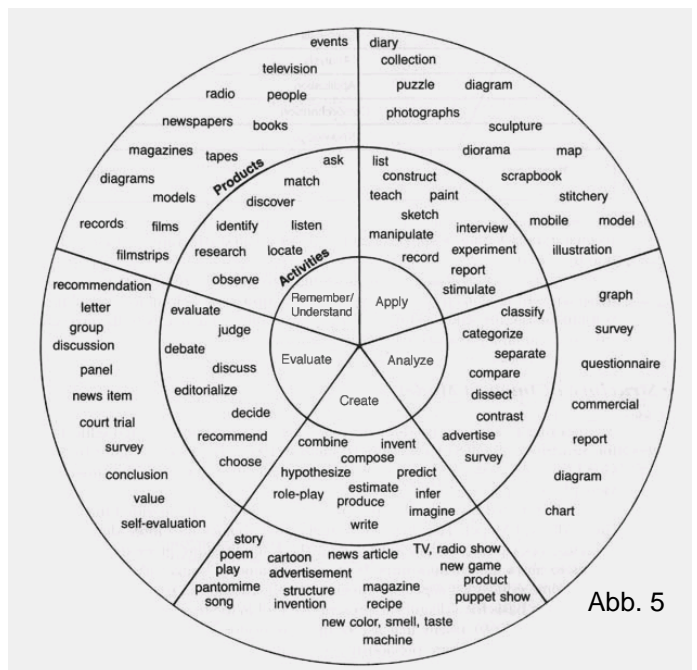 events
television
radio
people
newspapers
books
magazines
tapes
diagrams
models
records
films
filmstrips
Products
ask
match
discover
identify
listen
research
locate
observe
Activities
Remember/
Understand
diary
collection
puzzle
diagram
photographs
sculpture
diorama
map
scrapbook
stitchery
mobile
model
illustration
list
construct
teach
paint
sketch
manipulate
interview
experiment
record
report
stimulate
Apply
graph
survey
questionnaire
commercial
report
diagram
chart
classify
categorize
separate
compare
dissect
contrast
advertise
survey
Analyze
Create
combine
invent
compose
hypothesize
predict
estimate
role-play
produce
infer
imagine
write
story
poem
play
pantomime
song
cartoon
news article
advertisement
structure
invention
magazine
recipe
TV, radio show
new game
product
puppet show
new color, smell, taste
machine
Evaluate
evaluate
judge
debate
discuss
editorialize
decide
recommend
choose
recommendation
letter
group
discussion
panel
news item
court trial
survey
conclusion
value
self-evaluation
Abb. 5